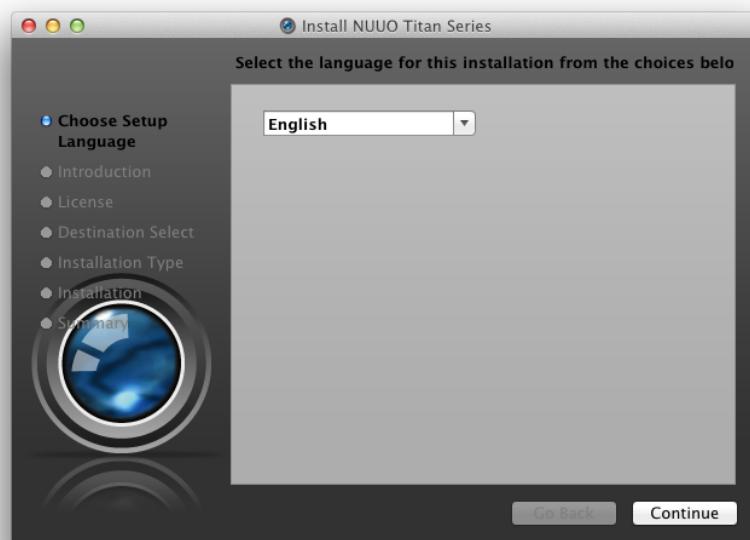 Install NUUO Titan Series
Select the language for this installation from the choices belo
Choose Setup
Language
Introduction
License
Destination Select
Installation Type
Installation
Summary
English
Go Back
Continue